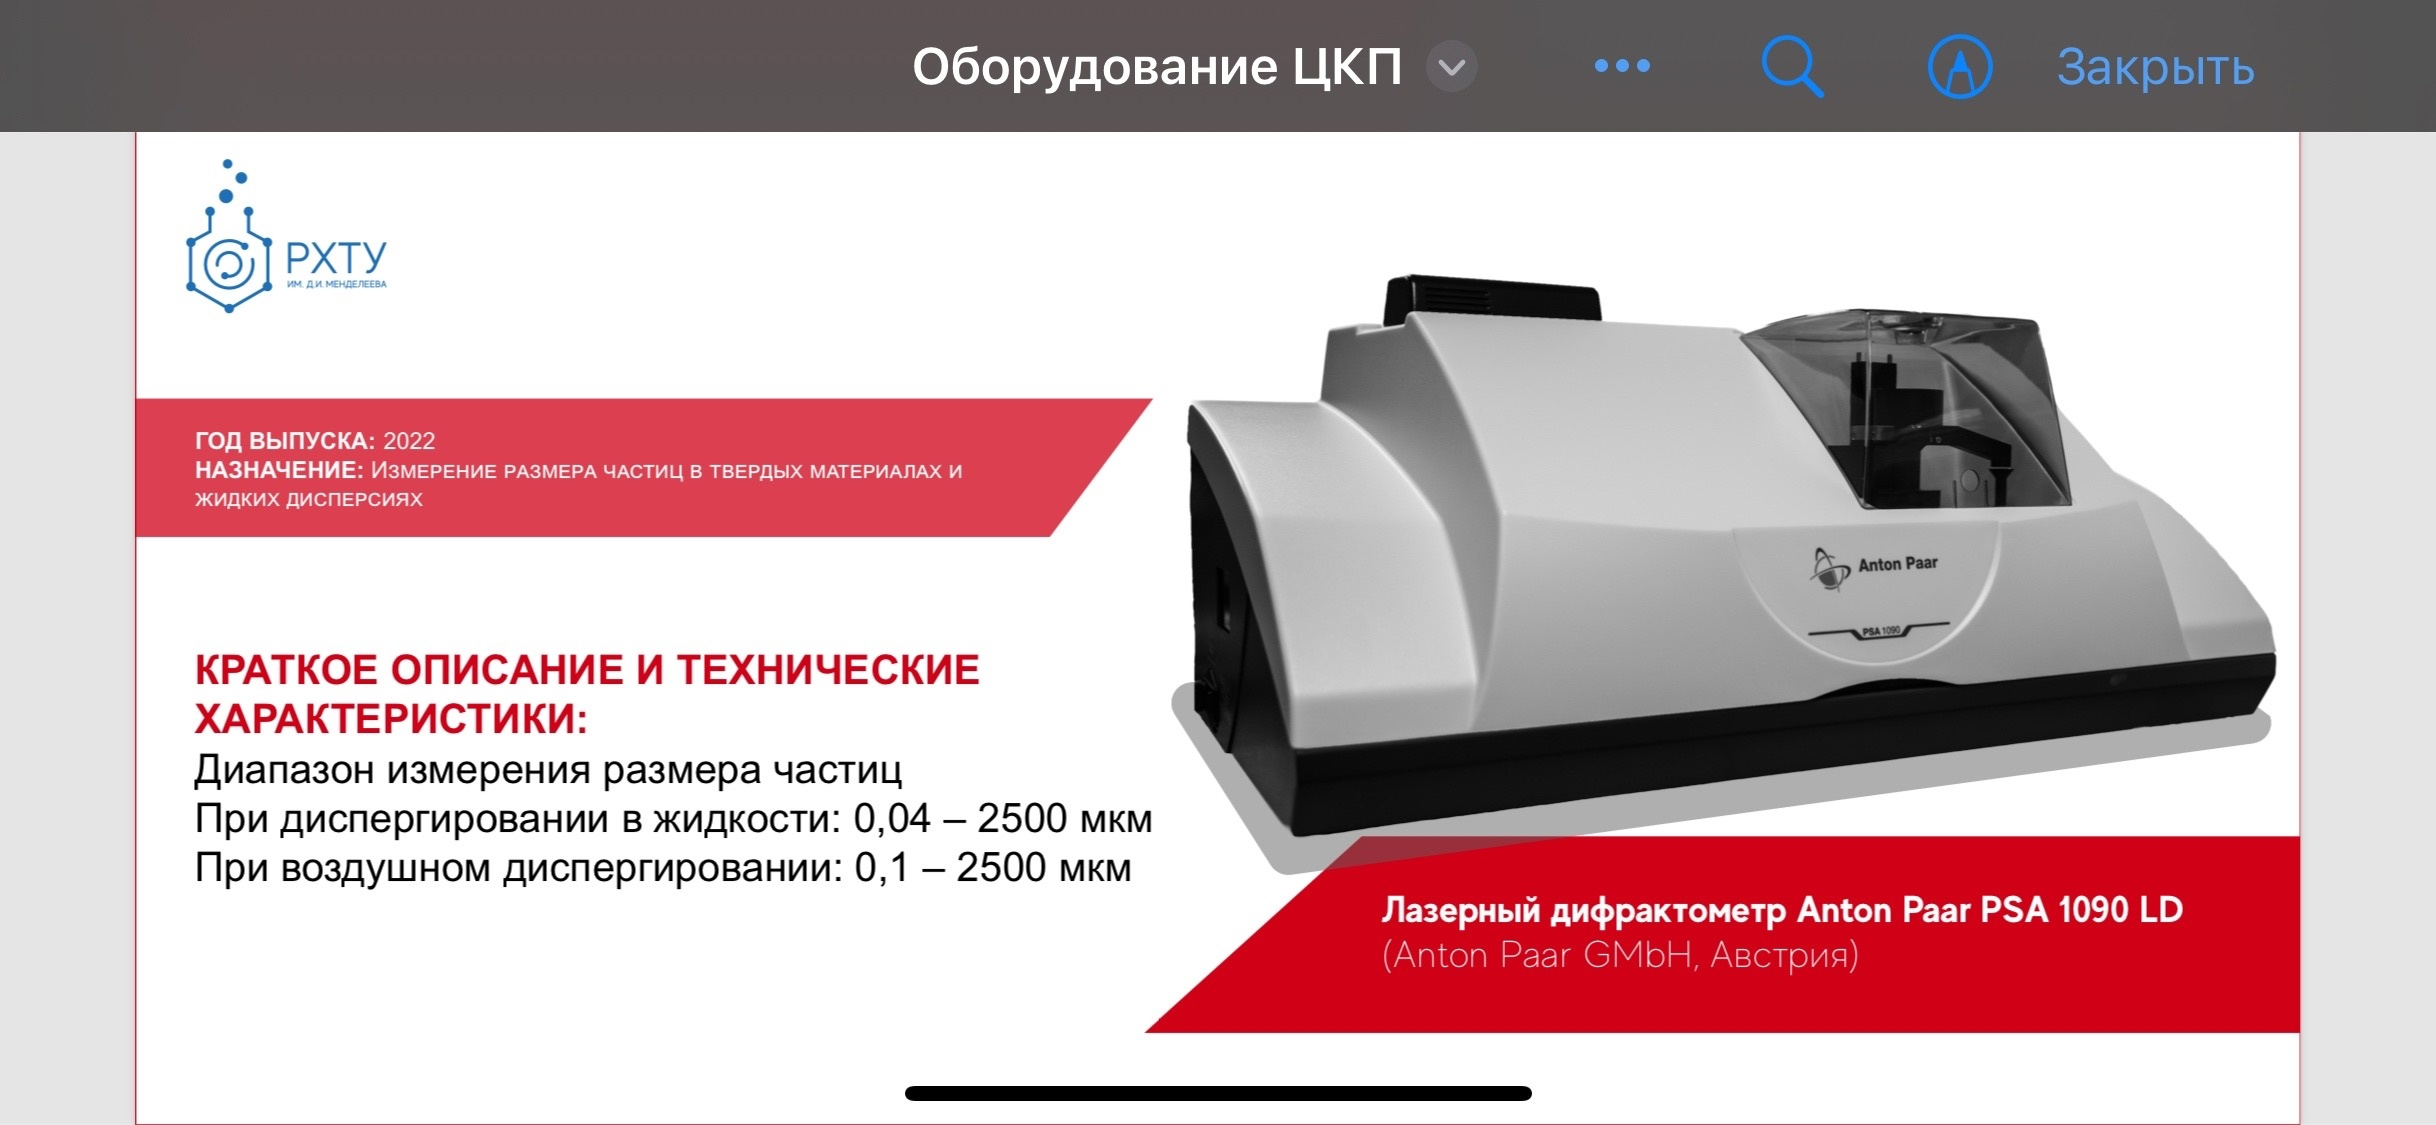 Оборудование ЦКП
Закрыть
РХТУ
ИМ. Д.И. МЕНДЕЛЕЕВА
ГОД ВЫПУСКА: 2022
НАЗНАЧЕНИЕ: Измерение размера частиц в твердых материалах и
жидких дисперсиях
Anton Paar
PSA 1090
КРАТКОЕ ОПИСАНИЕ И ТЕХНИЧЕСКИЕ
ХАРАКТЕРИСТИКИ:
Диапазон измерения размера частиц
При диспергировании в жидкости: 0,04 – 2500 мкм
При воздушном диспергировании: 0,1 – 2500 мкм
Лазерный дифрактометр Anton Paar PSA 1090 LD
(Anton Paar GMbH, Австрия)